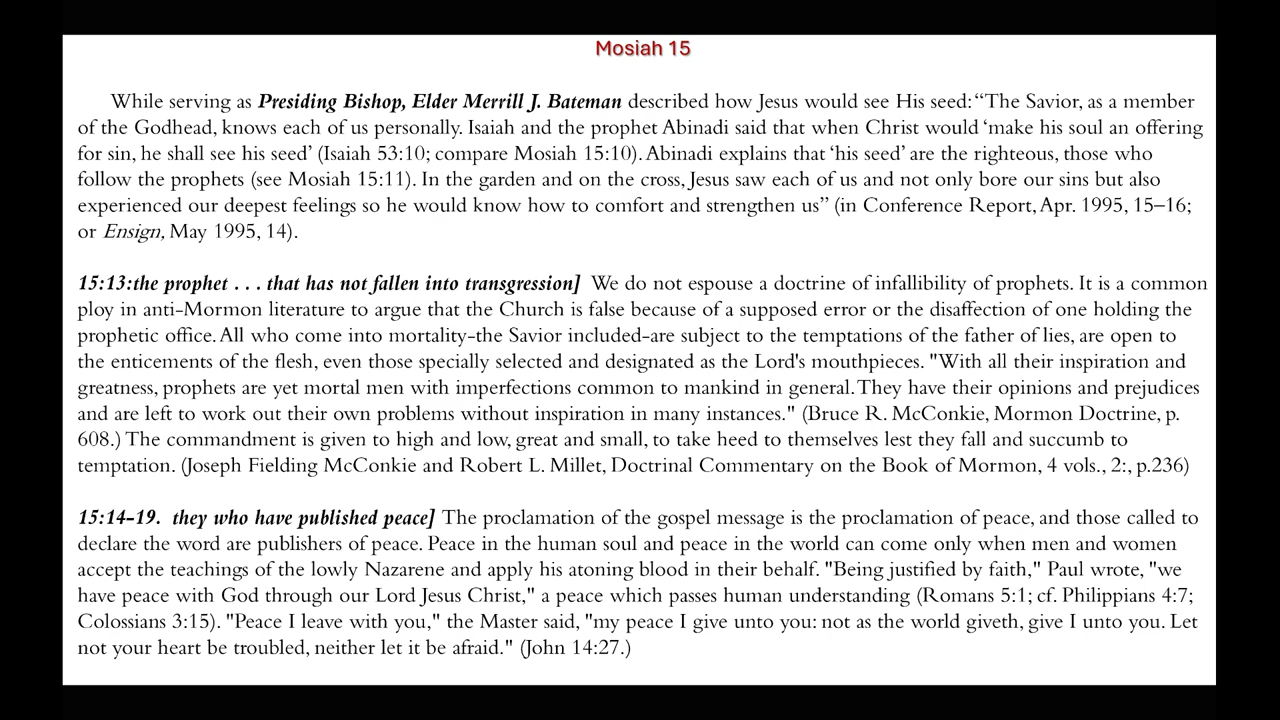 Mosiah 15
While serving as Presiding Bishop, Elder Merrill J. Bateman described how Jesus would see His seed: “The Savior, as a member
of the Godhead, knows each of us personally. Isaiah and the prophet Abinadi said that when Christ would ‘make his soul an offering
for sin, he shall see his seed’ (Isaiah 53:10; compare Mosiah 15:10). Abinadi explains that ‘his seed’ are the righteous, those who
follow the prophets (see Mosiah 15:11). In the garden and on the cross, Jesus saw each of us and not only bore our sins but also
experienced our deepest feelings so he would know how to comfort and strengthen us” (in Conference Report, Apr. 1995, 15–16;
or Ensign, May 1995, 14).
15:13:the prophet . . . that has not fallen into transgression] We do not espouse a doctrine of infallibility of prophets. It is a common
ploy in anti-Mormon literature to argue that the Church is false because of a supposed error or the disaffection of one holding the
prophetic office. All who come into mortality-the Savior included-are subject to the temptations of the father of lies, are open to
the enticements of the flesh, even those specially selected and designated as the Lord's mouthpieces. "With all their inspiration and
greatness, prophets are yet mortal men with imperfections common to mankind in general. They have their opinions and prejudices
and are left to work out their own problems without inspiration in many instances." (Bruce R. McConkie, Mormon Doctrine, p.
608.) The commandment is given to high and low, great and small, to take heed to themselves lest they fall and succumb to
temptation. (Joseph Fielding McConkie and Robert L. Millet, Doctrinal Commentary on the Book of Mormon, 4 vols., 2:, p.236)
15:14-19. they who have published peace] The proclamation of the gospel message is the proclamation of peace, and those called to
declare the word are publishers of peace. Peace in the human soul and peace in the world can come only when men and women
accept the teachings of the lowly Nazarene and apply his atoning blood in their behalf. "Being justified by faith," Paul wrote, "we
have peace with God through our Lord Jesus Christ," a peace which passes human understanding (Romans 5:1; cf. Philippians 4:7;
Colossians 3:15). "Peace I leave with you," the Master said, "my peace I give unto you: not as the world giveth, give I unto you. Let
not your heart be troubled, neither let it be afraid." (John 14:27.)